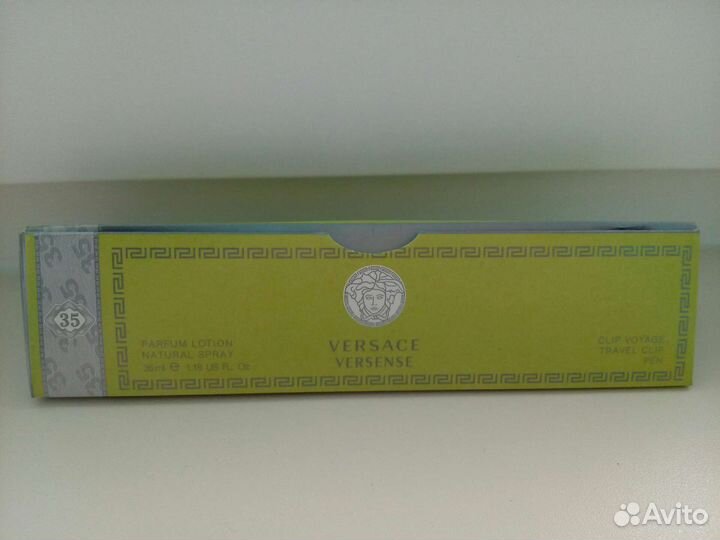 35
PARFUM LOTION
NATURAL SPRAY
35ml ℮ 1.18 US FL. Oz
VERSACE
VERSENSE
CLIP VOYAGE,
TRAVEL CLIP
PEN
Avito